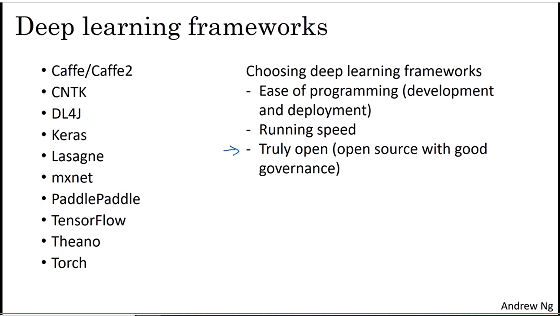 Deep learning frameworks
• Caffe/Caffe2
• CNTK
• DL4J
• Keras
• Lasagne
• mxnet
• PaddlePaddle
• TensorFlow
• Theano
• Torch
Choosing deep learning frameworks
- Ease of programming (development
and deployment)
- Running speed
- Truly open (open source with good
governance)
Andrew Ng